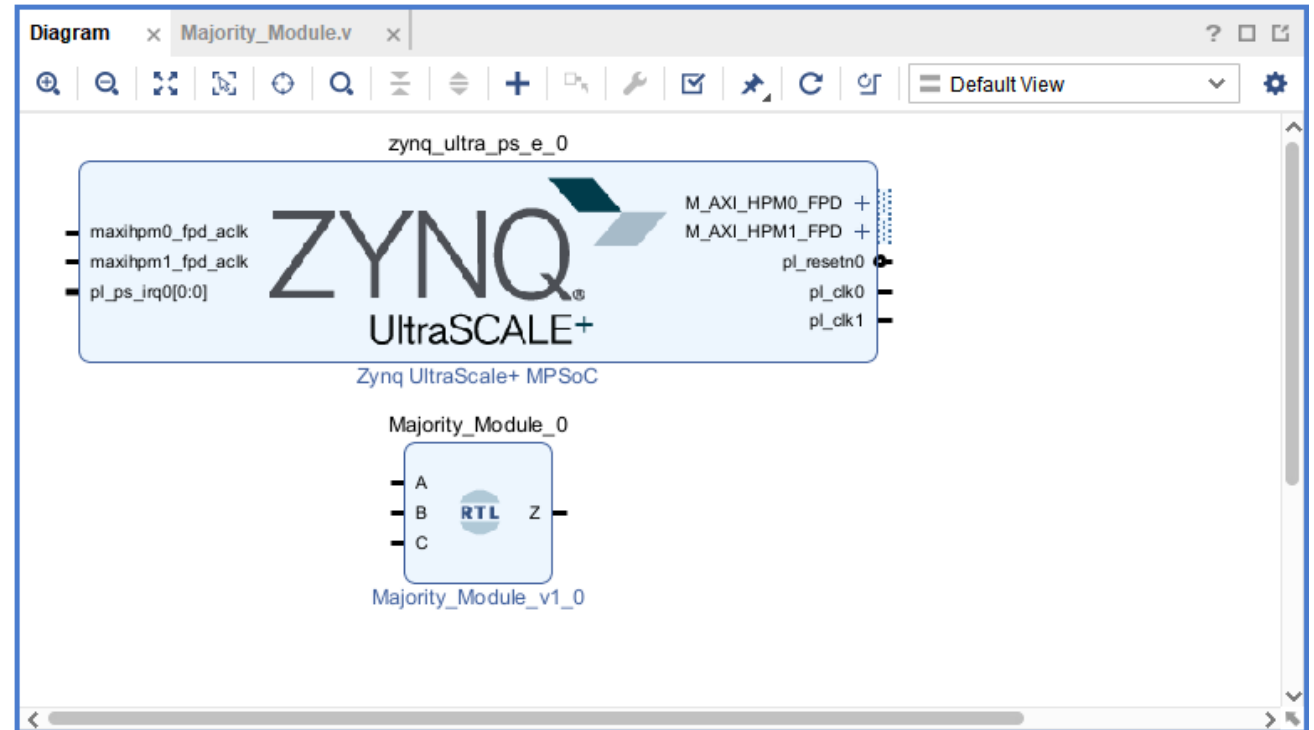 Diagram × Majority_Module.v × ?
Default View
zynq_ultra_ps_e_0
M_AXI_HPM0_FPD +
maxihpm0_fpd_aclk M_AXI_HPM1_FPD +
maxihpm1_fpd_aclk pl_resetn0
pl_ps_irq0[0:0] pl_clk0
pl_clk1
ZYNQ®
UltraSCALE+
Zynq UltraScale+ MPSoC
Majority_Module_0
A
B RTL Z
C
Majority_Module_v1_0